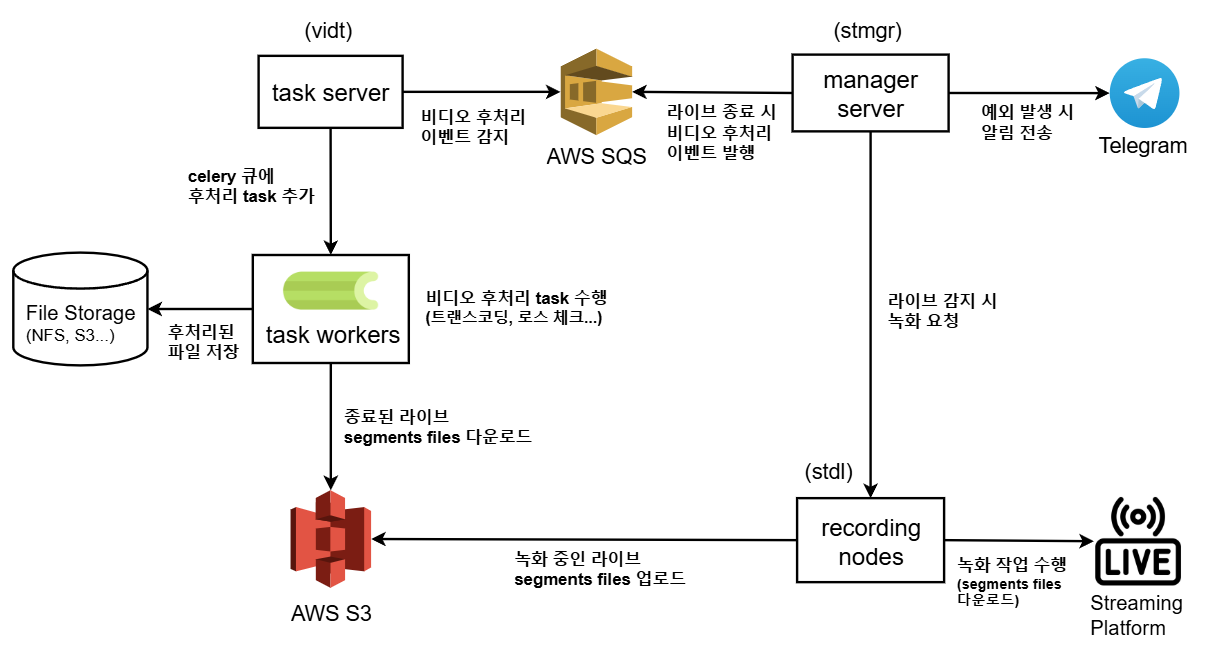 (vidt)
task server
비디오 후처리
이벤트 감지
AWS SQS
라이브 종료 시
비디오 후처리
이벤트 발행
(stmgr)
manager
server
예외 발생 시
알림 전송
Telegram
celery 큐에
후처리 task 추가
File Storage
(NFS, S3...)
후처리된
파일 저장
task workers
비디오 후처리 task 수행
(트랜스코딩, 로스 체크...)
라이브 감지 시
녹화 요청
종료된 라이브
segments files 다운로드
AWS S3
녹화 중인 라이브
segments files 업로드
(stdl)
recording
nodes
녹화 작업 수행
(segments files
다운로드)
LIVE
Streaming
Platform